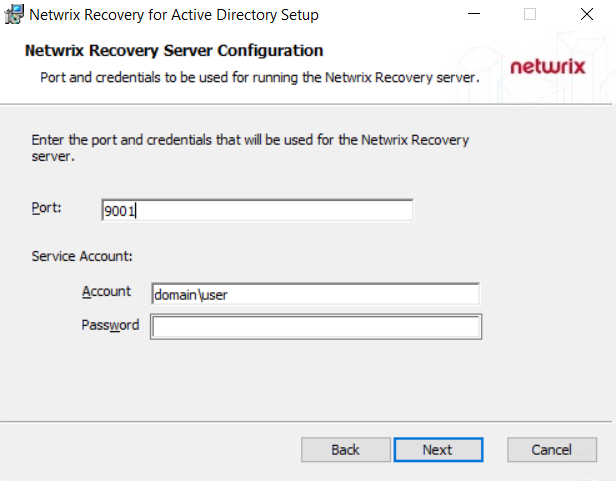 Netwrix Recovery for Active Directory Setup
Netwrix Recovery Server Configuration
Port and credentials to be used for running the Netwrix Recovery server.
netwrix
Enter the port and credentials that will be used for the Netwrix Recovery
server.
Port: 9001
Service Account:
Account domain\user
Password
Back Next Cancel